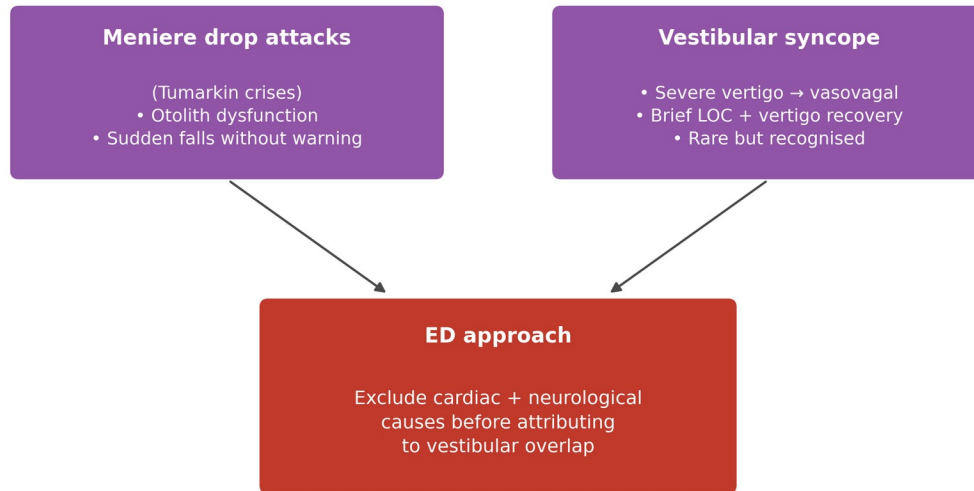 Meniere drop attacks
(Tumarkin crises)
• Otolith dysfunction
• Sudden falls without warning
Vestibular syncope
• Severe vertigo → vasovagal
• Brief LOC + vertigo recovery
• Rare but recognised
ED approach
Exclude cardiac + neurological
causes before attributing
to vestibular overlap